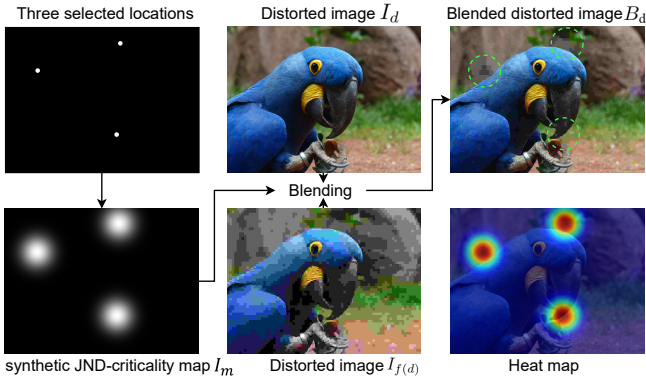 Three selected locations
Distorted image I_d
Blended distorted image B_d
Blending
synthetic JND-criticality map I_m
Distorted image I_{f(d)}
Heat map